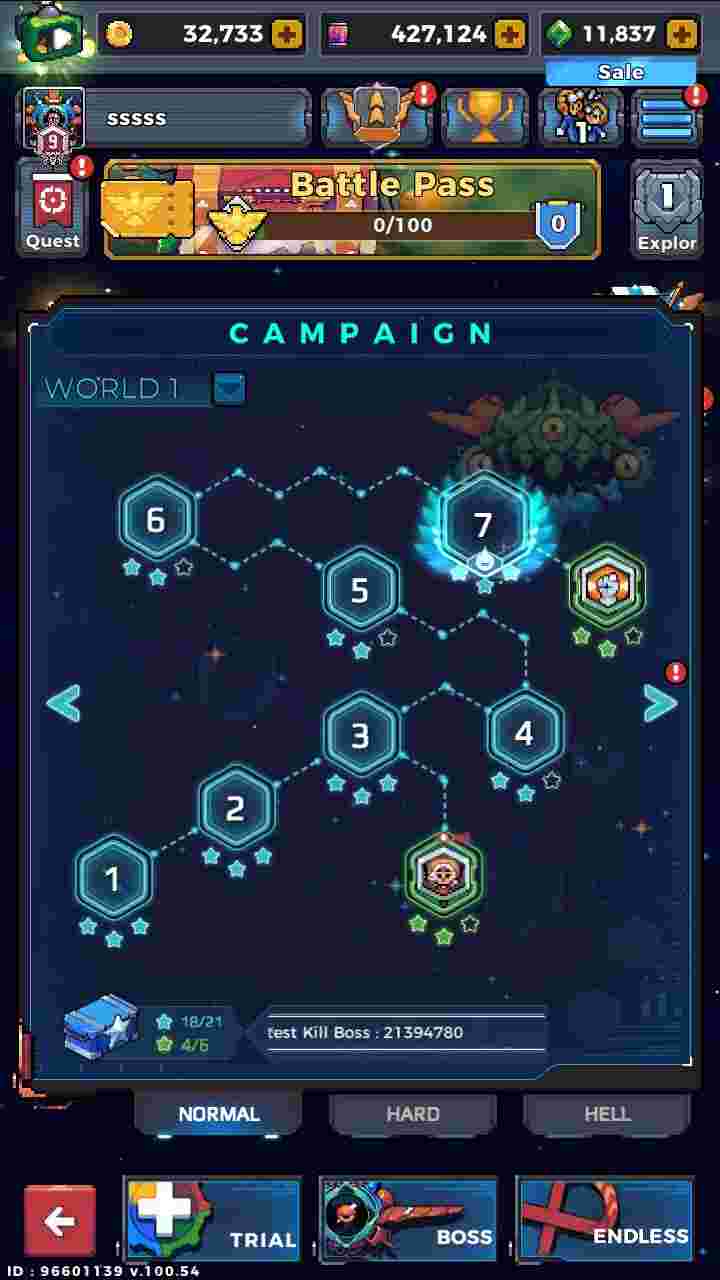 32,733
427,124
11,837
Sale
9
sssss
1
Quest
Battle Pass
0/100
0
1
Explor
CAMPAIGN
WORLD 1
6
7
5
3
4
2
1
18/21
4/6
test Kill Boss : 21394780
NORMAL
HARD
HELL
TRIAL
BOSS
ENDLESS
ID : 96601139 v.100.54